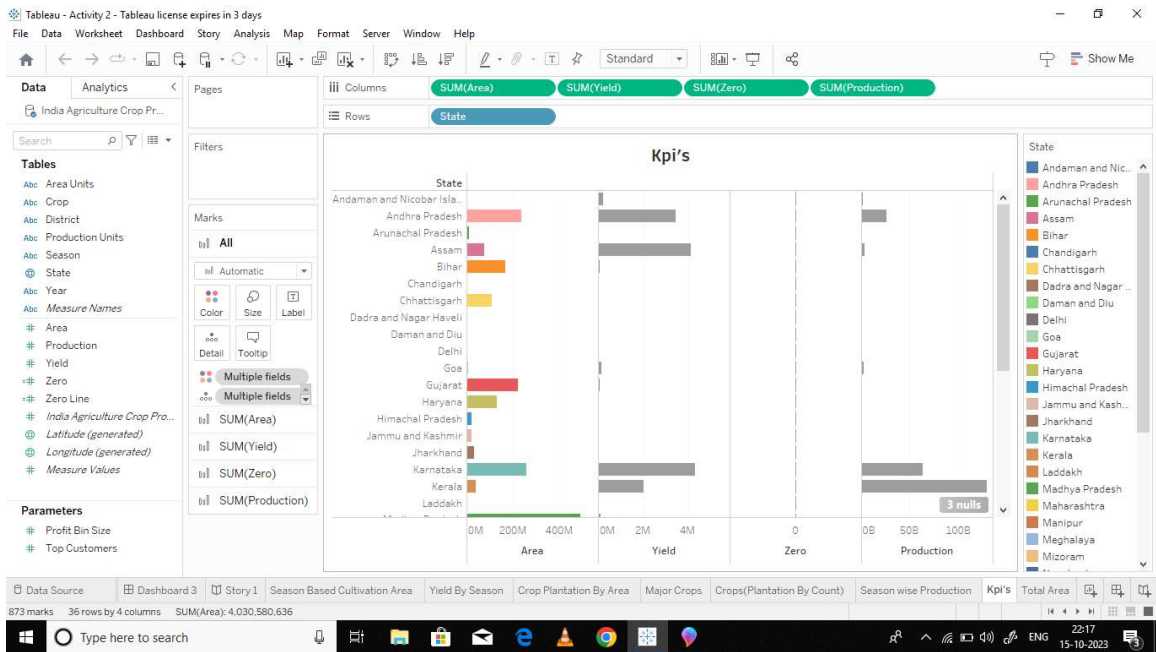 Tableau - Activity 2 - Tableau license expires in 3 days
File Data Worksheet Dashboard Story Analysis Map Format Server Window Help
Standard
Show Me
Data Analytics
India Agriculture Crop Pr...
Search
Tables
Abc Area Units
Abc Crop
Abc District
Abc Production Units
Abc Season
State
Abc Year
Abc Measure Names
# Area
# Production
# Yield
=# Zero
=# Zero Line
# India Agriculture Crop Pro...
Latitude (generated)
Longitude (generated)
# Measure Values
Parameters
# Profit Bin Size
# Top Customers
Pages
Filters
Marks
All
Automatic
Color Size Label
Detail Tooltip
Multiple fields
Multiple fields
SUM(Area)
SUM(Yield)
SUM(Zero)
SUM(Production)
Columns SUM(Area) SUM(Yield) SUM(Zero) SUM(Production)
Rows State
Kpi's
State
Andaman and Nicobar Isla..
Andhra Pradesh
Arunachal Pradesh
Assam
Bihar
Chandigarh
Chhattisgarh
Dadra and Nagar Haveli
Daman and Diu
Delhi
Goa
Gujarat
Haryana
Himachal Pradesh
Jammu and Kashmir
Jharkhand
Karnataka
Kerala
Laddakh
3 nulls
0M 200M 400M 0M 2M 4M 0 0B 50B 100B
Area Yield Zero Production
State
Andaman and Nic..
Andhra Pradesh
Arunachal Pradesh
Assam
Bihar
Chandigarh
Chhattisgarh
Dadra and Nagar ..
Daman and Diu
Delhi
Goa
Gujarat
Haryana
Himachal Pradesh
Jammu and Kash..
Jharkhand
Karnataka
Kerala
Laddakh
Madhya Pradesh
Maharashtra
Manipur
Meghalaya
Mizoram
Data Source Dashboard 3 Story 1 Season Based Cultivation Area Yield By Season Crop Plantation By Area Major Crops Crops(Plantation By Count) Season wise Production Kpi's Total Area
873 marks 36 rows by 4 columns SUM(Area): 4,030,580,636
Type here to search
ENG
22:17
15-10-2023
3